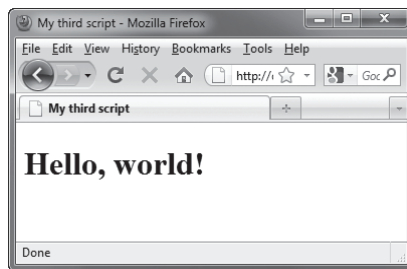 My third script - Mozilla Firefox
File Edit View History Bookmarks Tools Help
http://
Goc
My third script
Hello, world!
Done